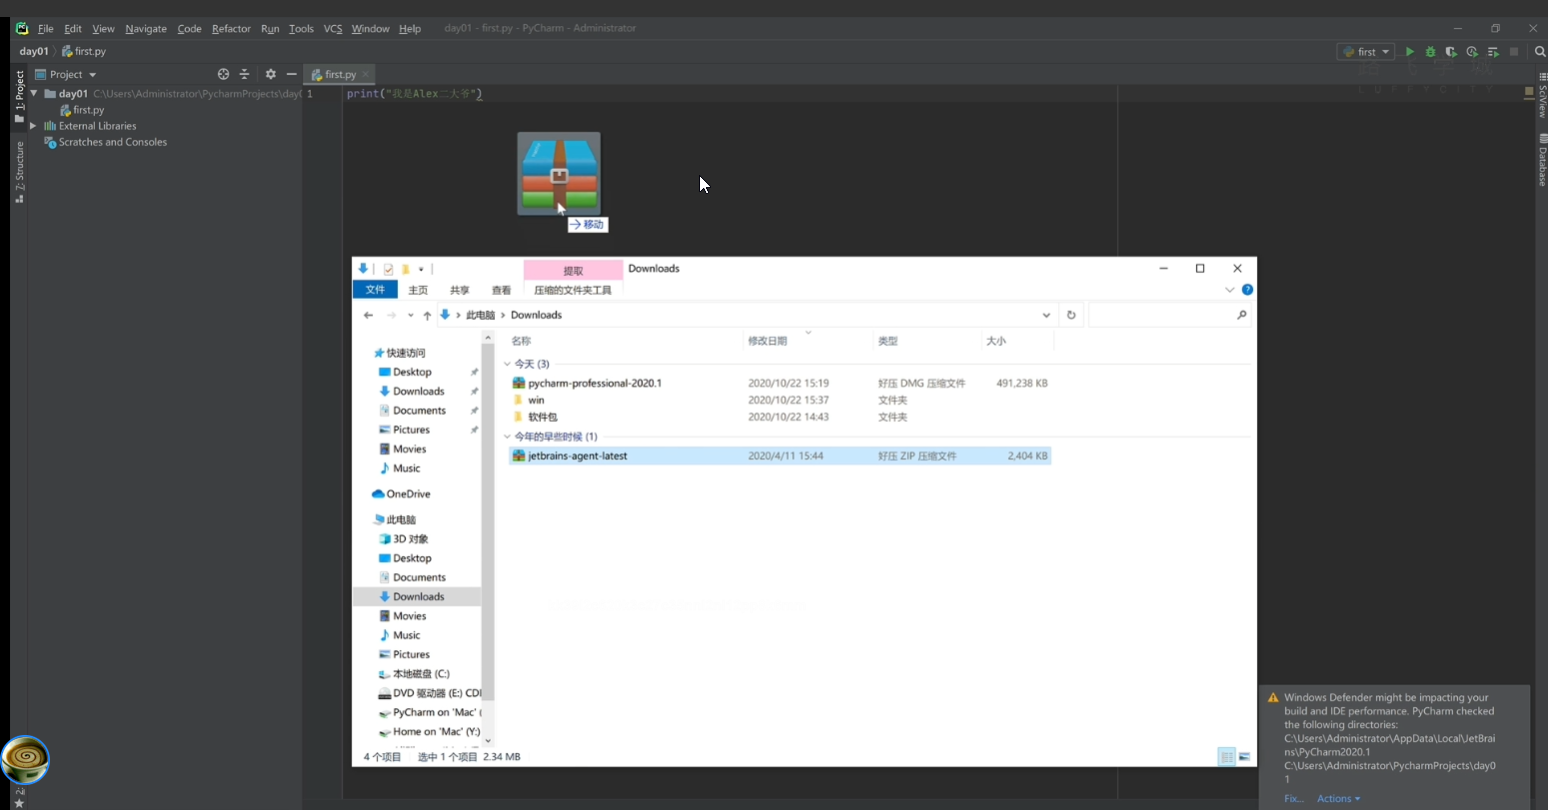 File Edit View Navigate Code Refactor Run Tools VCS Window Help day01 - first.py - PyCharm - Administrator
day01 first.py first
Project first.py
1: Project
day01 C:\Users\Administrator\PycharmProjects\day(
1 print("我是Alex二大爷")
first.py
External Libraries
Scratches and Consoles
7: Structure
SciView
Database
LUFFYCITY
移动
提取 Downloads
文件 主页 共享 查看 压缩的文件夹工具
此电脑 > Downloads
名称 修改日期 类型 大小
快速访问
Desktop
Downloads
Documents
Pictures
Movies
Music
OneDrive
此电脑
3D 对象
Desktop
Documents
Downloads
Movies
Music
Pictures
本地磁盘 (C:)
DVD 驱动器 (E:) CDI
PyCharm on 'Mac' (
Home on 'Mac' (Y:)
今天 (3)
pycharm-professional-2020.1 2020/10/22 15:19 好压 DMG 压缩文件 491,238 KB
win 2020/10/22 15:37 文件夹
软件包 2020/10/22 14:43 文件夹
今年的早些时候 (1)
jetbrains-agent-latest 2020/4/11 15:44 好压 ZIP 压缩文件 2,404 KB
4 个项目 选中 1 个项目 2.34 MB
Windows Defender might be impacting your
build and IDE performance. PyCharm checked
the following directories:
C:\Users\Administrator\AppData\Local\JetBrai
ns\PyCharm2020.1
C:\Users\Administrator\PycharmProjects\day0
1
Fix... Actions